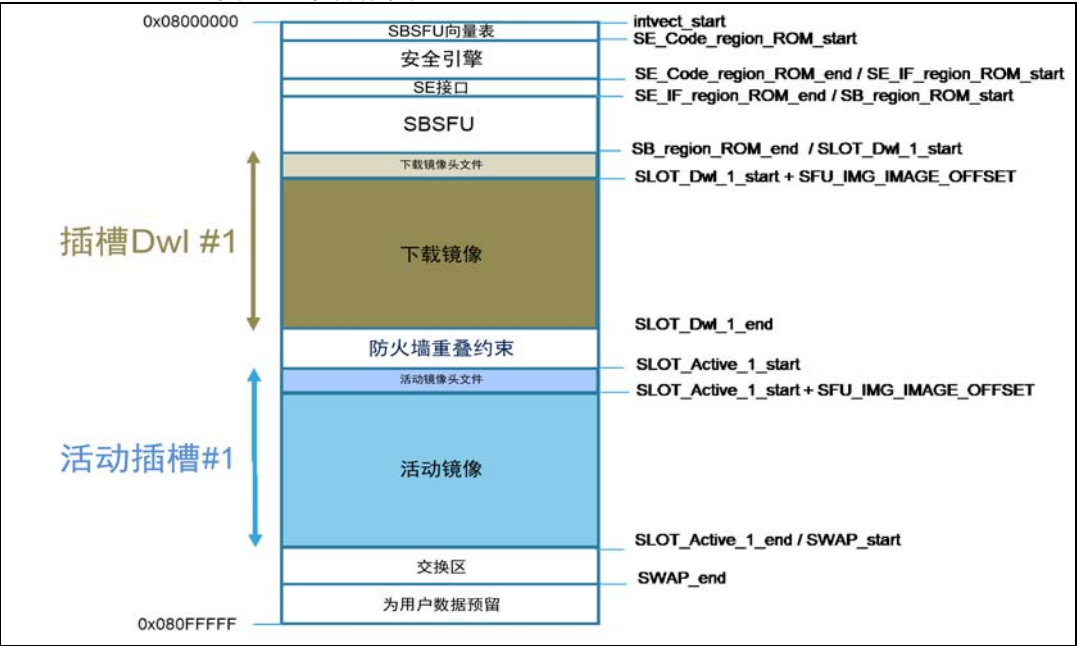 0x08000000
SBSFU向量表
intvect_start
SE_Code_region_ROM_start
安全引擎
SE_Code_region_ROM_end / SE_IF_region_ROM_start
SE接口
SE_IF_region_ROM_end / SB_region_ROM_start
SBSFU
SB_region_ROM_end / SLOT_Dwl_1_start
下载镜像头文件
SLOT_Dwl_1_start + SFU_IMG_IMAGE_OFFSET
插槽Dwl #1
下载镜像
SLOT_Dwl_1_end
防火墙重叠约束
SLOT_Active_1_start
活动镜像头文件
SLOT_Active_1_start + SFU_IMG_IMAGE_OFFSET
活动插槽#1
活动镜像
SLOT_Active_1_end / SWAP_start
交换区
SWAP_end
为用户数据预留
0x080FFFFF